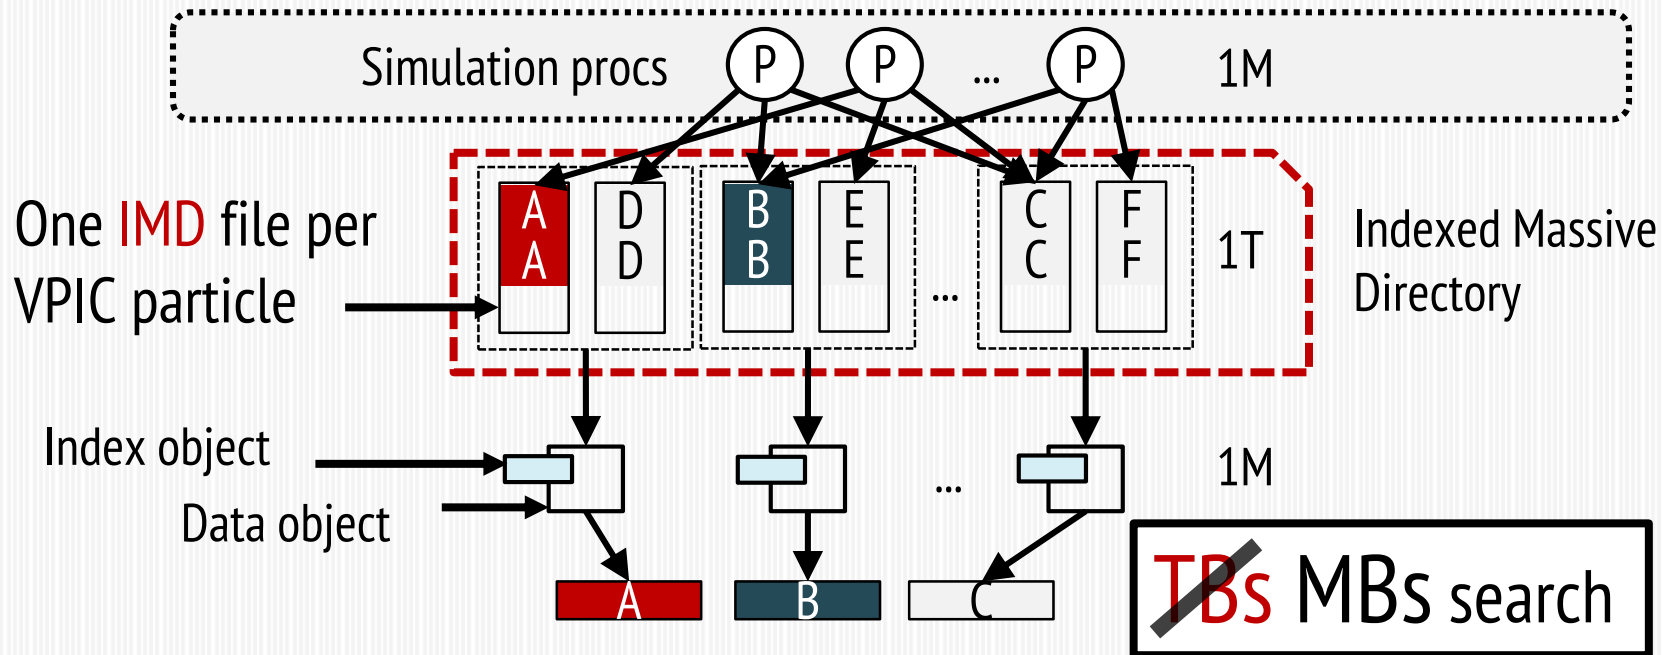 Simulation procs P P ... P 1M
One IMD file per
VPIC particle
A D B E C F
A D B E C F
...
1T
Indexed Massive
Directory
Index object
Data object
...
1M
A B C
TBs MBs search